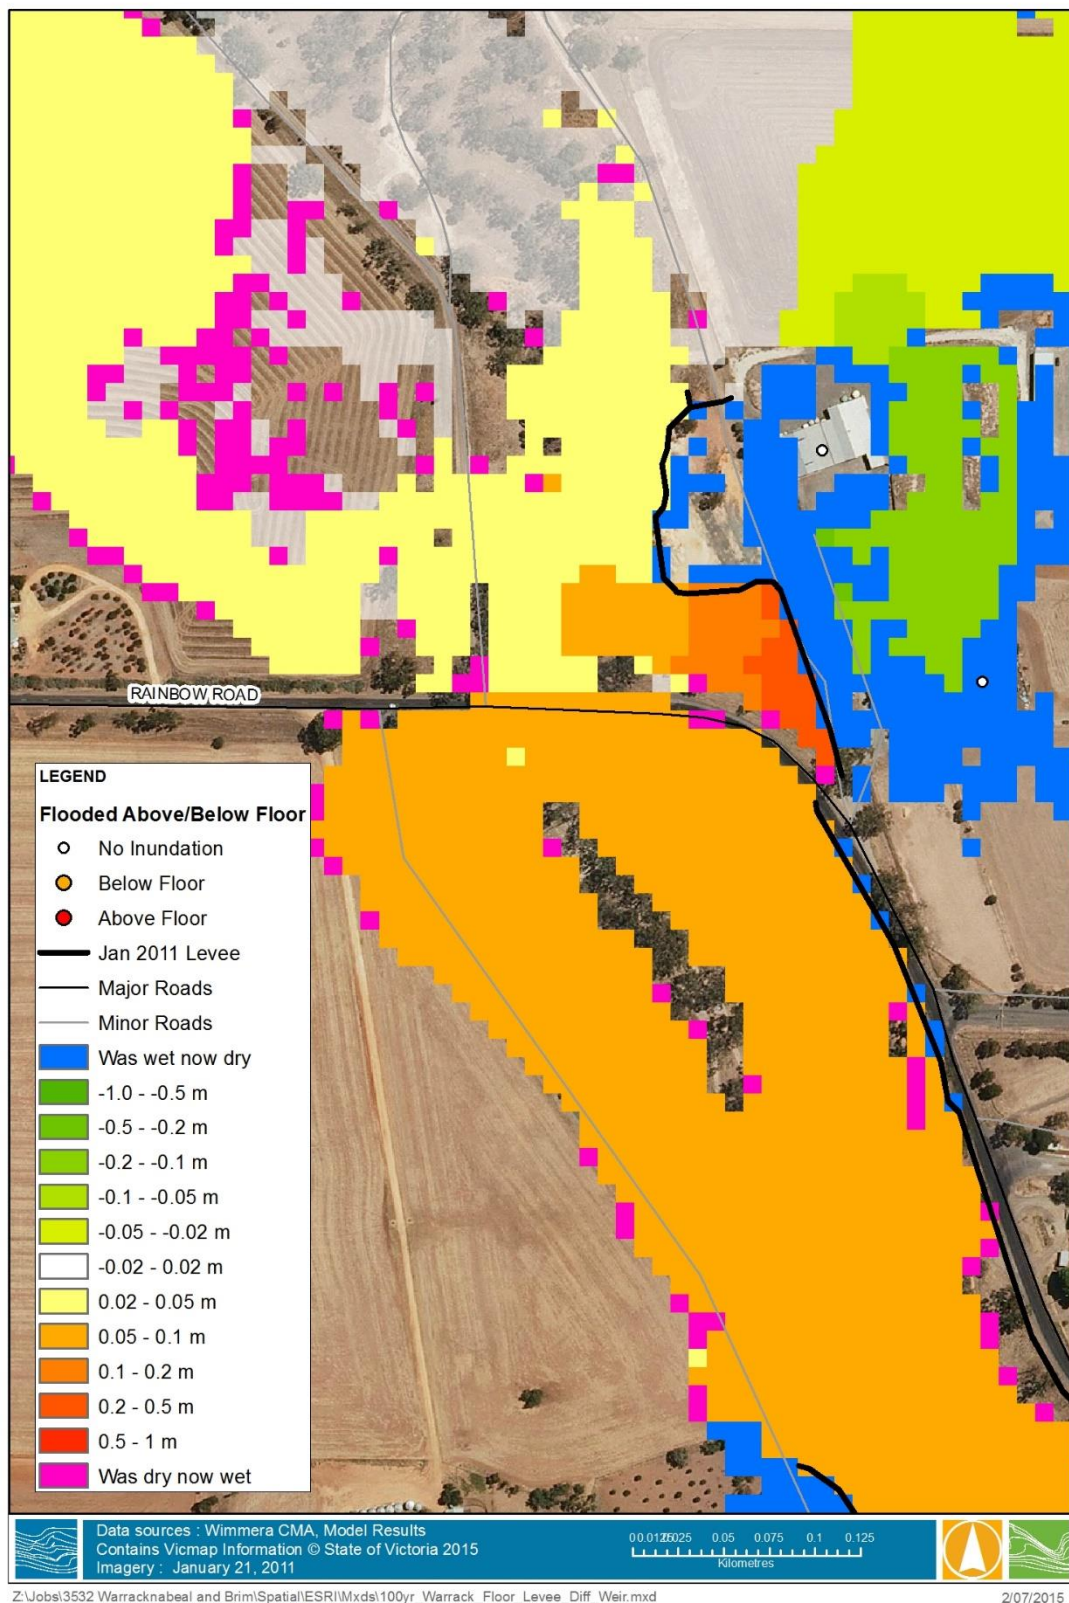 RAINBOW ROAD
LEGEND
Flooded Above/Below Floor
No Inundation
Below Floor
Above Floor
Jan 2011 Levee
Major Roads
Minor Roads
Was wet now dry
-1.0 - -0.5 m
-0.5 - -0.2 m
-0.2 - -0.1 m
-0.1 - -0.05 m
-0.05 - -0.02 m
-0.02 - 0.02 m
0.02 - 0.05 m
0.05 - 0.1 m
0.1 - 0.2 m
0.2 - 0.5 m
0.5 - 1 m
Was dry now wet
Data sources : Wimmera CMA, Model Results
Contains Vicmap Information © State of Victoria 2015
Imagery : January 21, 2011
0.05 0.075 0.1 0.125
Kilometres
Z:\Jobs\3532 Warracknabeal and Brim\Spatial\ESRI\Mxds\100yr_Warrack_Floor_Levee_Diff_Weir.mxd
2/07/2015